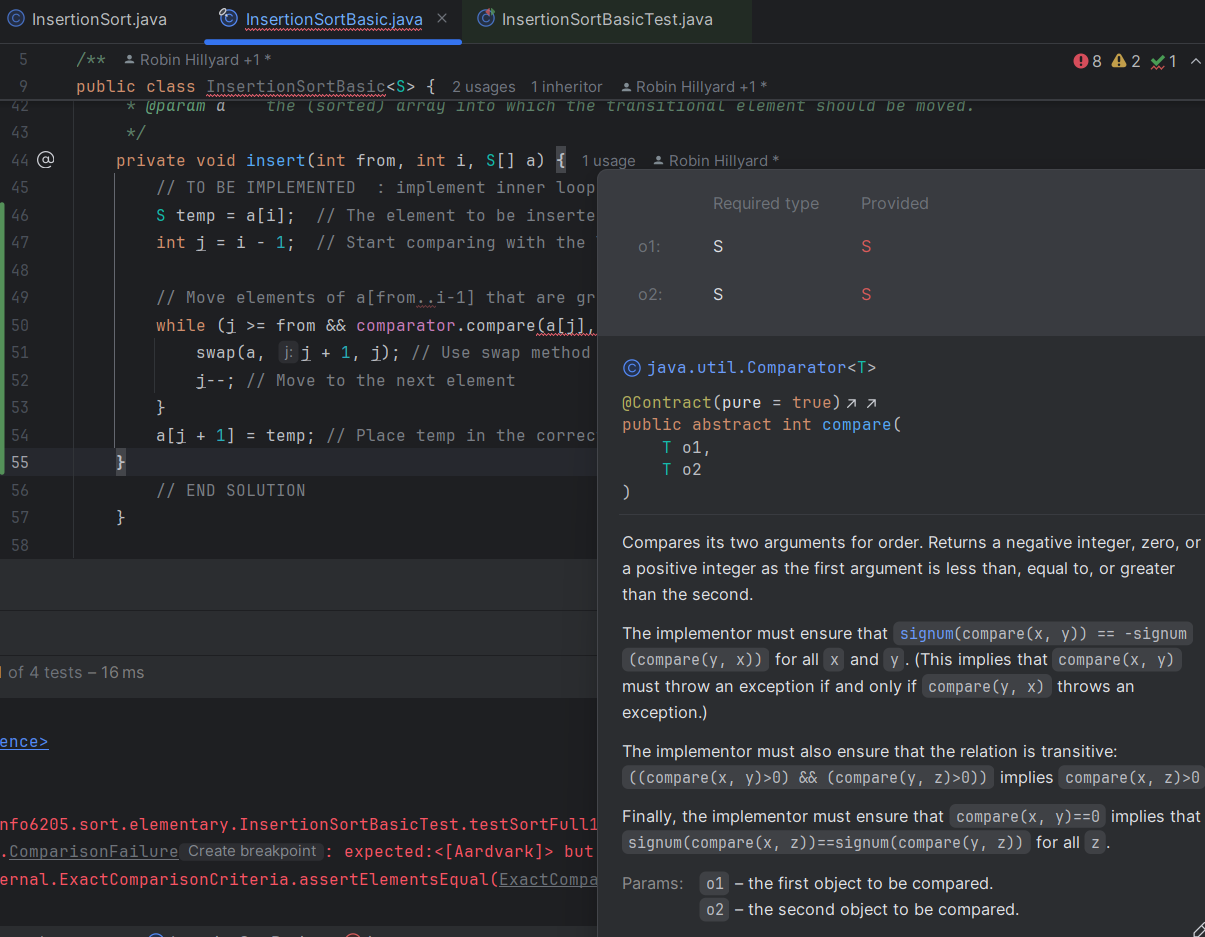 InsertionSort.java InsertionSortBasic.java InsertionSortBasicTest.java
5 /** Robin Hillyard +1 * 8 2 1
9 public class InsertionSortBasic<S> { 2 usages 1 inheritor Robin Hillyard +1 *
42 * @param a the (sorted) array into which the transitional element should be moved.
43 */
44 @ private void insert(int from, int i, S[] a) { 1 usage Robin Hillyard *
45 // TO BE IMPLEMENTED : implement inner loop
46 S temp = a[i]; // The element to be inserte
47 int j = i - 1; // Start comparing with the
48
49 // Move elements of a[from..i-1] that are gr
50 while (j >= from && comparator.compare(a[j],
51 swap(a, j: j + 1, j); // Use swap method
52 j--; // Move to the next element
53 }
54 a[j + 1] = temp; // Place temp in the correc
55 }
56 // END SOLUTION
57 }
58
of 4 tests – 16 ms
ence>
nfo6205.sort.elementary.InsertionSortBasicTest.testSortFull1
.ComparisonFailure Create breakpoint : expected:<[Aardvark]> but
ernal.ExactComparisonCriteria.assertElementsEqual(ExactCompa
Required type Provided
o1: S S
o2: S S
java.util.Comparator<T>
@Contract(pure = true)
public abstract int compare(
T o1,
T o2
)
Compares its two arguments for order. Returns a negative integer, zero, or
a positive integer as the first argument is less than, equal to, or greater
than the second.
The implementor must ensure that signum(compare(x, y)) == -signum
(compare(y, x)) for all x and y. (This implies that compare(x, y)
must throw an exception if and only if compare(y, x) throws an
exception.)
The implementor must also ensure that the relation is transitive:
((compare(x, y)>0) && (compare(y, z)>0)) implies compare(x, z)>0
Finally, the implementor must ensure that compare(x, y)==0 implies that
signum(compare(x, z))==signum(compare(y, z)) for all z.
Params: o1 – the first object to be compared.
o2 – the second object to be compared.